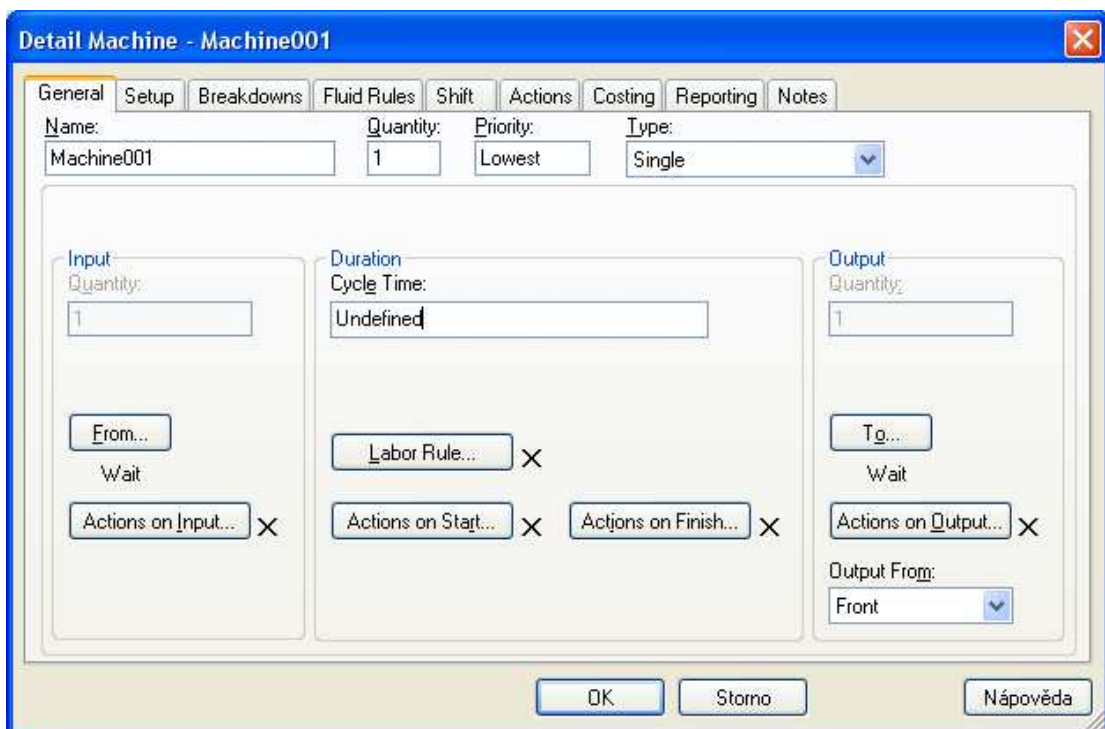 Detail Machine - Machine001
General Setup Breakdowns Fluid Rules Shift Actions Costing Reporting Notes
Name: Quantity: Priority: Type:
Machine001 1 Lowest Single
Input Duration Output
Quantity: Cycle Time: Quantity:
1 Undefined 1
From... To...
Labor Rule...
Wait Wait
Actions on Input... Actions on Start... Actions on Finish... Actions on Output...
Output From:
Front
OK Storno Nápověda